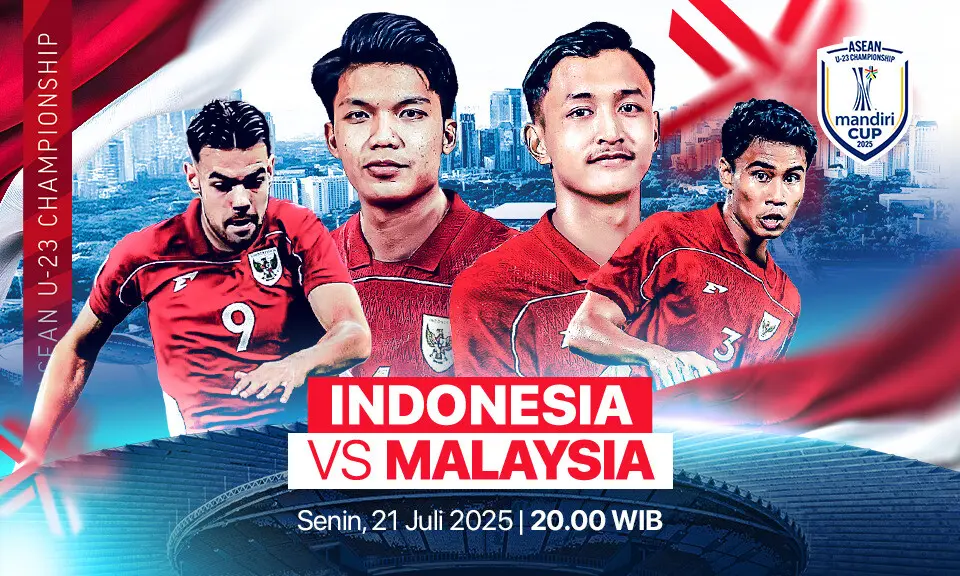 ASEAN U-23 CHAMPIONSHIP
ASEAN
U-23 CHAMPIONSHIP
mandiri
CUP
2025
9
3
INDONESIA
VS MALAYSIA
Senin, 21 Juli 2025 | 20.00 WIB